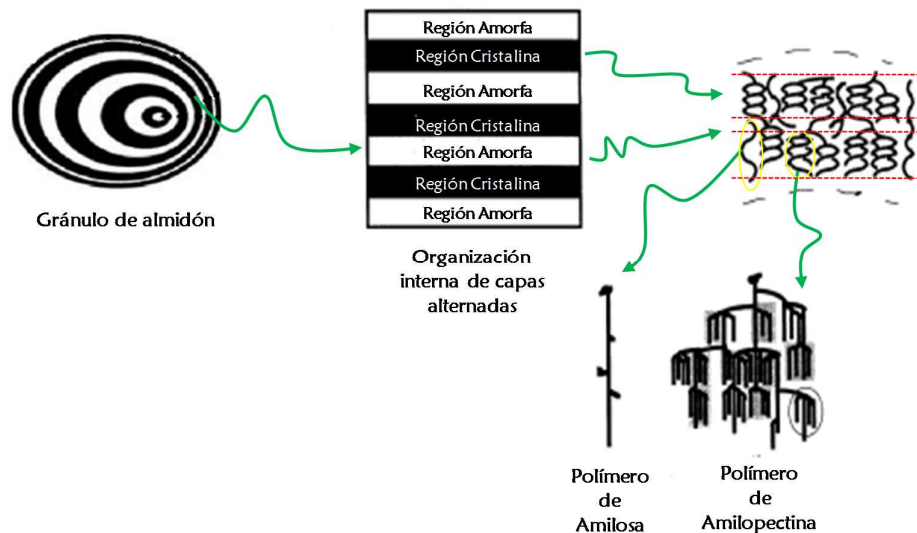 Región Amorfa
Región Cristalina
Región Amorfa
Región Cristalina
Región Amorfa
Región Cristalina
Región Amorfa
Gránulo de almidón
Organización
interna de capas
alternadas
Polímero
de
Amilosa
Polímero
de
Amilopectina